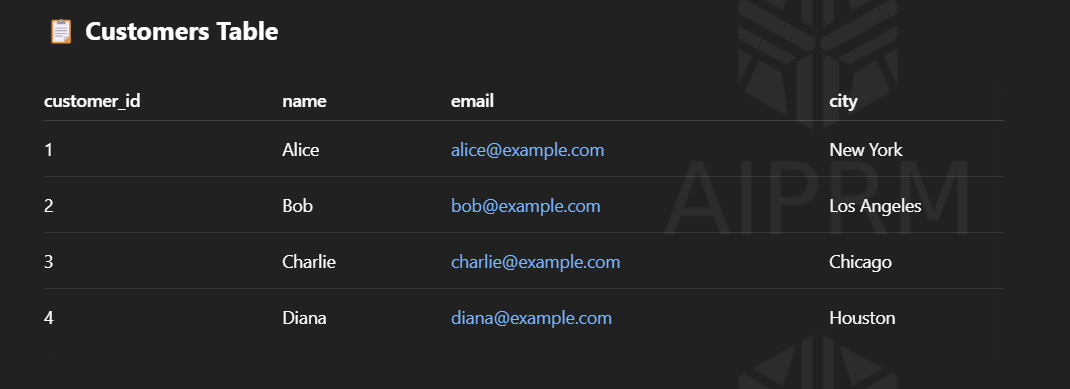 📋 Customers Table
customer_id name email city
1 Alice alice@example.com New York
2 Bob bob@example.com Los Angeles
3 Charlie charlie@example.com Chicago
4 Diana diana@example.com Houston
AIPRM